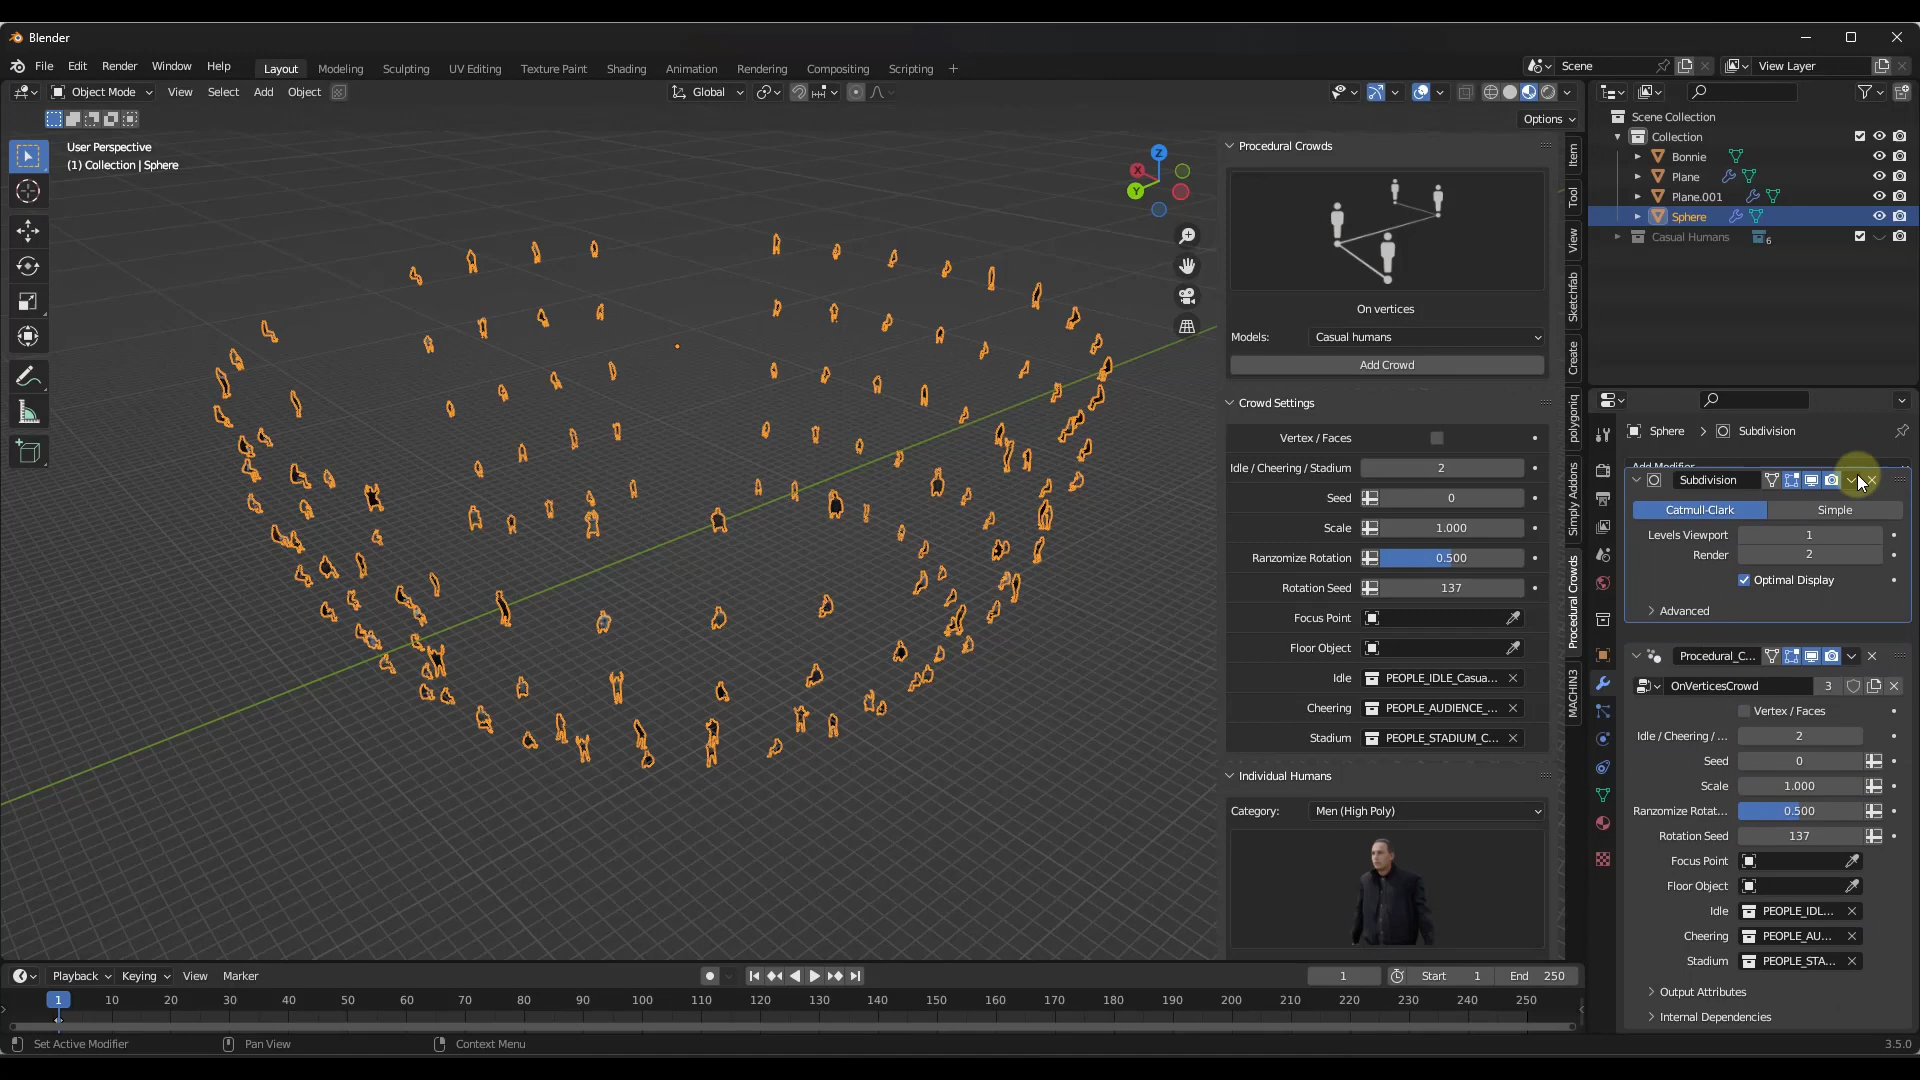 Blender
File Edit Render Window Help
Layout Modeling Sculpting UV Editing Texture Paint Shading Animation Rendering Compositing Scripting +
Scene
View Layer
Object Mode View Select Add Object
Global
Options
User Perspective
(1) Collection | Sphere
Z
X
Y
Procedural Crowds
On vertices
Models: Casual humans
Add Crowd
Crowd Settings
Vertex / Faces
Idle / Cheering / Stadium 2
Seed 0
Scale 1.000
Ranzomize Rotation 0.500
Rotation Seed 137
Focus Point
Floor Object
Idle PEOPLE_IDLE_Casua...
Cheering PEOPLE_AUDIENCE_...
Stadium PEOPLE_STADIUM_C...
Individual Humans
Category: Men (High Poly)
Item
Tool
View
Sketchfab
Create
polygoniq
Simply Addons
Procedural Crowds
MACHIN3
Scene Collection
Collection
Bonnie
Plane
Plane.001
Sphere
Casual Humans 6
Sphere > Subdivision
Subdivision
Catmull-Clark Simple
Levels Viewport 1
Render 2
Optimal Display
Advanced
Procedural_C...
OnVerticesCrowd 3
Vertex / Faces
Idle / Cheering / ... 2
Seed 0
Scale 1.000
Ranzomize Rotat... 0.500
Rotation Seed 137
Focus Point
Floor Object
Idle PEOPLE_IDL...
Cheering PEOPLE_AU...
Stadium PEOPLE_STA...
Output Attributes
Internal Dependencies
Playback Keying View Marker
1 Start 1 End 250
1 10 20 30 40 50 60 70 80 90 100 110 120 130 140 150 160 170 180 190 200 210 220 230 240 250
Set Active Modifier Pan View Context Menu
3.5.0